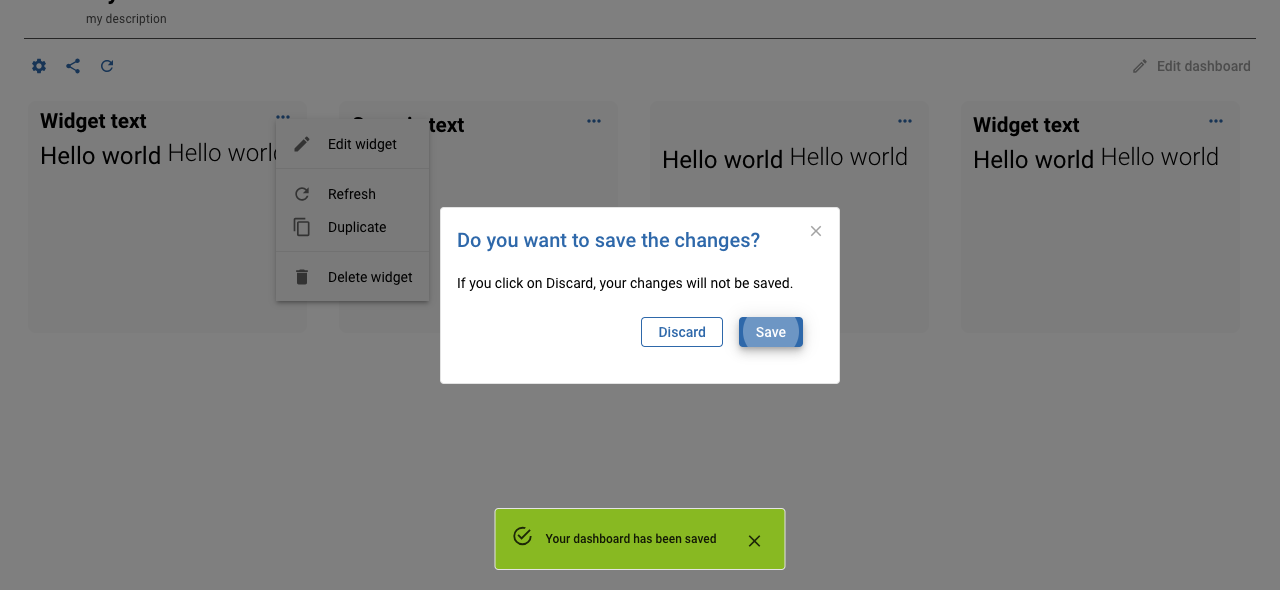 my description
Edit dashboard
Widget text
text
Widget text
Hello world Hello world
Hello world Hello world
Hello world Hello world
Edit widget
Refresh
Duplicate
Delete widget
Do you want to save the changes?
If you click on Discard, your changes will not be saved.
Discard
Save
Your dashboard has been saved